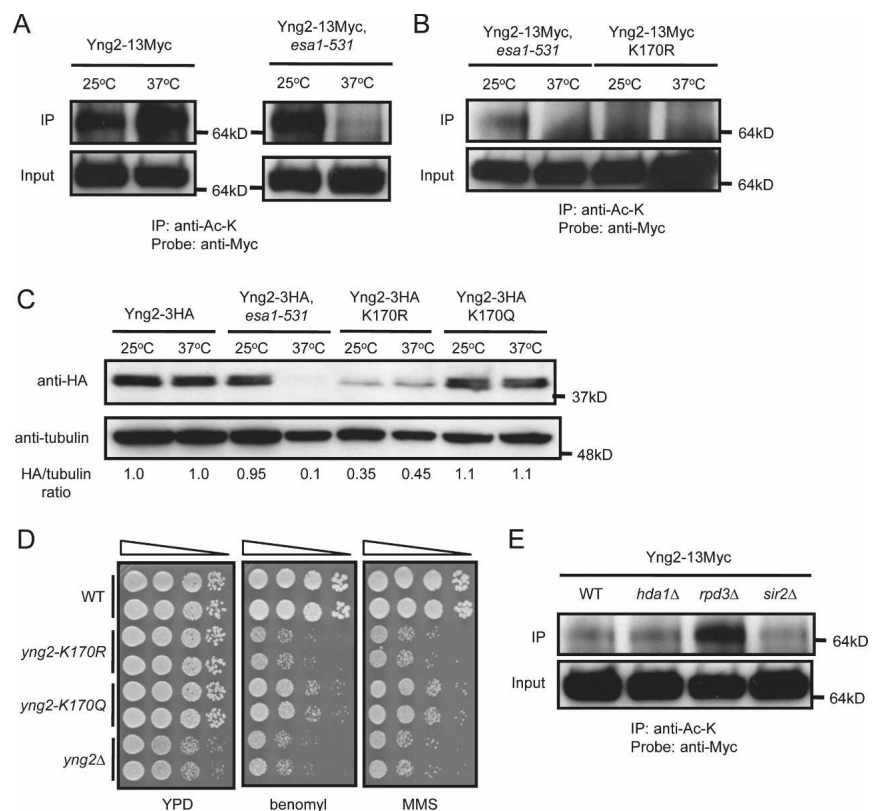 A
Yng2-13Myc
Yng2-13Myc,
esa1-531
25°C 37°C 25°C 37°C
IP
64kD 64kD
Input
64kD 64kD
IP: anti-Ac-K
Probe: anti-Myc
B
Yng2-13Myc,
esa1-531
Yng2-13Myc
K170R
25°C 37°C 25°C 37°C
IP
64kD
Input
64kD
IP: anti-Ac-K
Probe: anti-Myc
C
Yng2-3HA
Yng2-3HA,
esa1-531
Yng2-3HA
K170R
Yng2-3HA
K170Q
25°C 37°C 25°C 37°C 25°C 37°C 25°C 37°C
anti-HA
37kD
anti-tubulin
48kD
HA/tubulin
ratio
1.0 1.0 0.95 0.1 0.35 0.45 1.1 1.1
D
WT
yng2-K170R
yng2-K170Q
yng2Δ
YPD benomyl MMS
E
Yng2-13Myc
WT hda1Δ rpd3Δ sir2Δ
IP
64kD
Input
64kD
IP: anti-Ac-K
Probe: anti-Myc